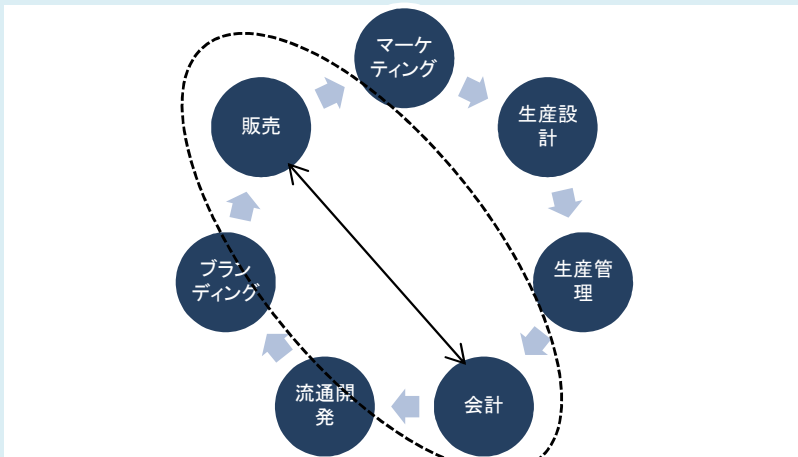 マーケ
ティング
生産設
計
生産管
理
会計
流通開
発
ブラン
ディング
販売